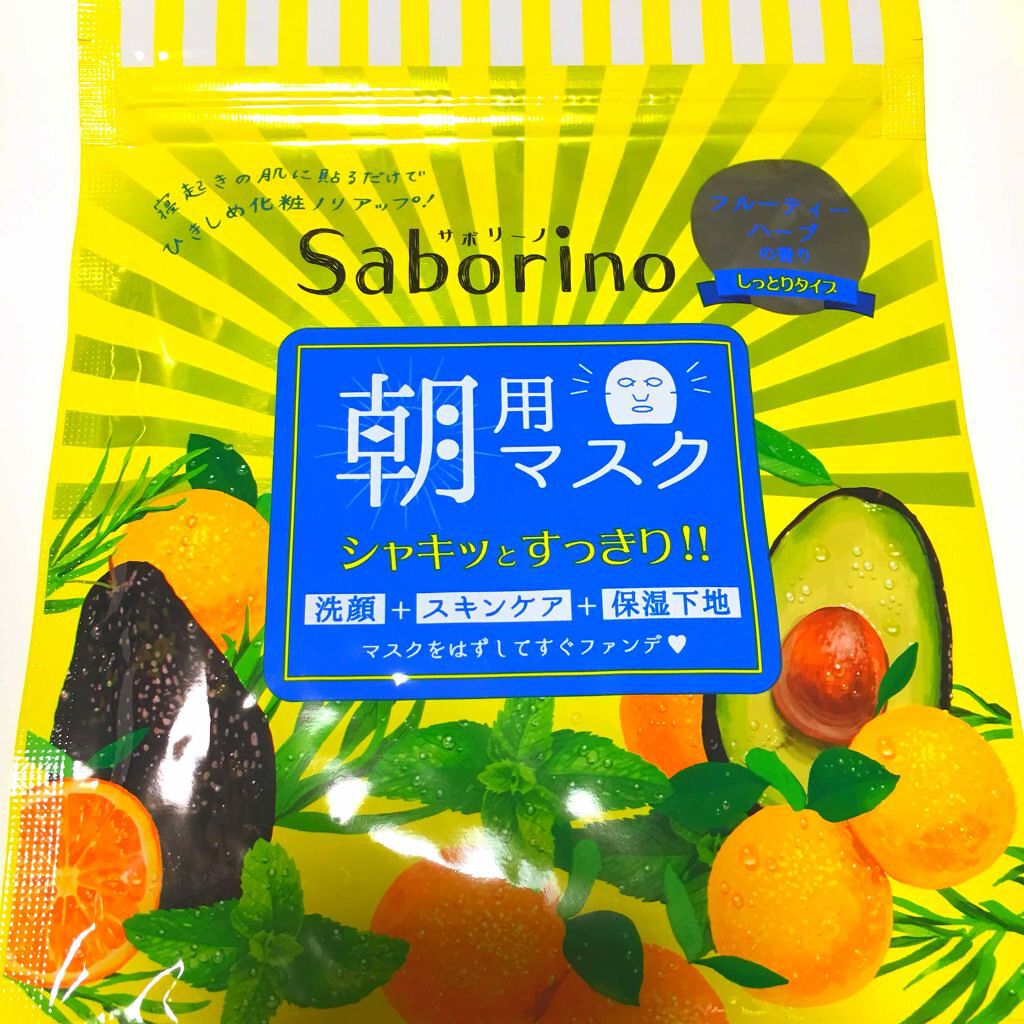 寝起きの肌に貼るだけで
ひきしめ化粧ノリアップ!
サボリーノ
Saborino
フルーティー
ハーブ
の香り
しっとりタイプ
朝用
マスク
シャキッとすっきり!!
洗顔+スキンケア+保湿下地
マスクをはずしてすぐファンデ♥